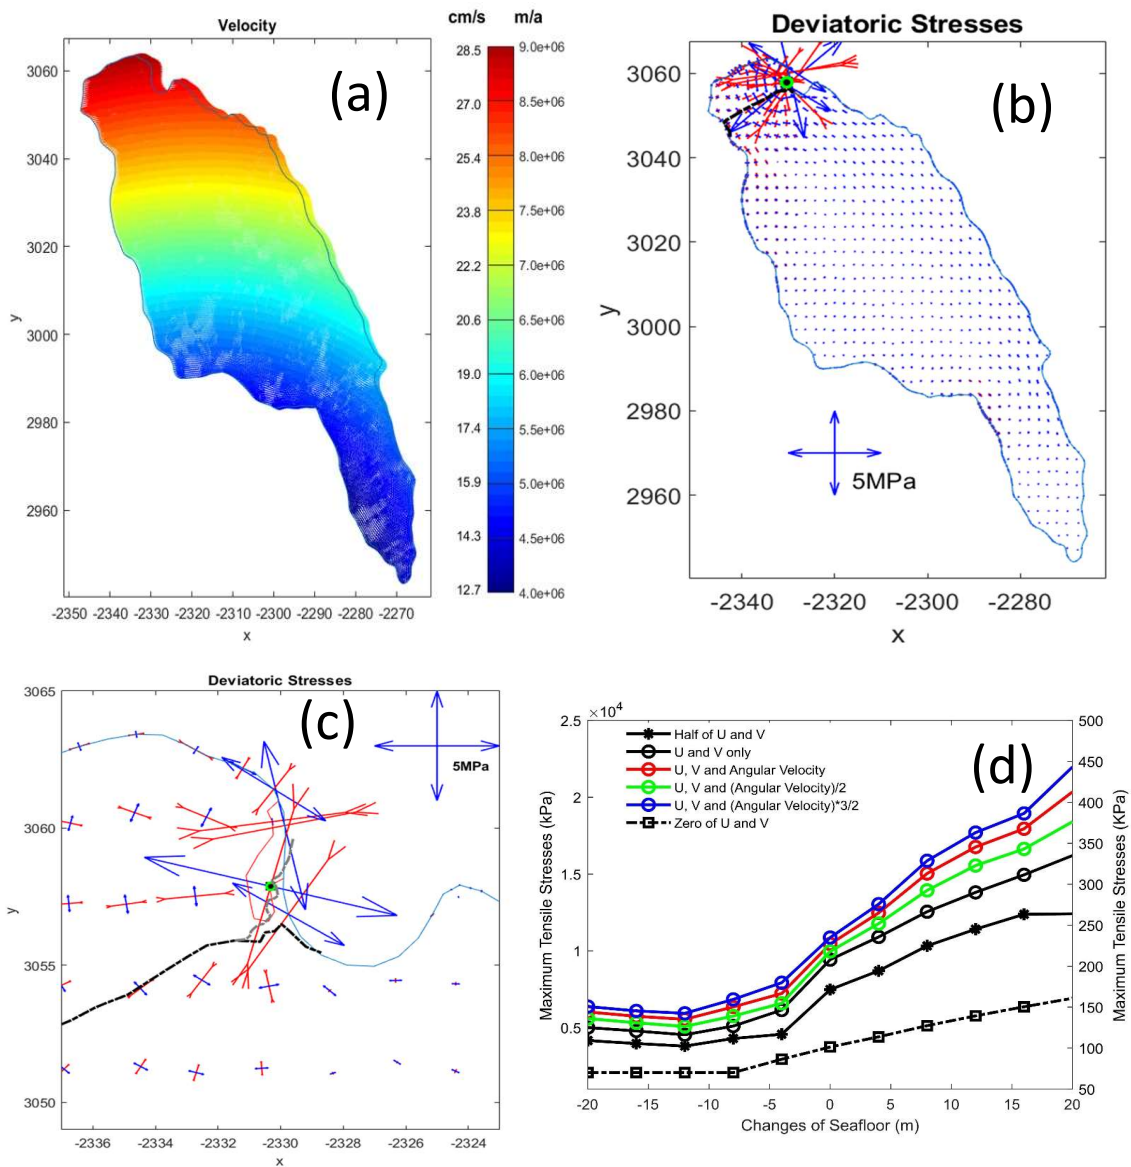 Velocity
(a)
cm/s m/a
28.5 9.0e+06
27.0 8.5e+06
25.4 8.0e+06
23.8 7.5e+06
22.2 7.0e+06
20.6 6.5e+06
19.0 6.0e+06
17.4 5.5e+06
15.9 5.0e+06
14.3 4.5e+06
12.7 4.0e+06
3060
3040
3020
3000
2980
2960
y
-2350 -2340 -2330 -2320 -2310 -2300 -2290 -2280 -2270
x
Deviatoric Stresses
(b)
3060
3040
3020
3000
2980
2960
y
5MPa
-2340 -2320 -2300 -2280
x
Deviatoric Stresses
(c)
5MPa
3065
3060
3055
3050
y
-2336 -2334 -2332 -2330 -2328 -2326 -2324
x
(d)
×10⁴
2.5
2
1.5
1
0.5
Maximum Tensile Stresses (kPa)
Half of U and V
U and V only
U, V and Angular Velocity
U, V and (Angular Velocity)/2
U, V and (Angular Velocity)*3/2
Zero of U and V
500
450
400
350
300
250
200
150
100
50
Maximum Tensile Stresses (KPa)
-20 -15 -10 -5 0 5 10 15 20
Changes of Seafloor (m)